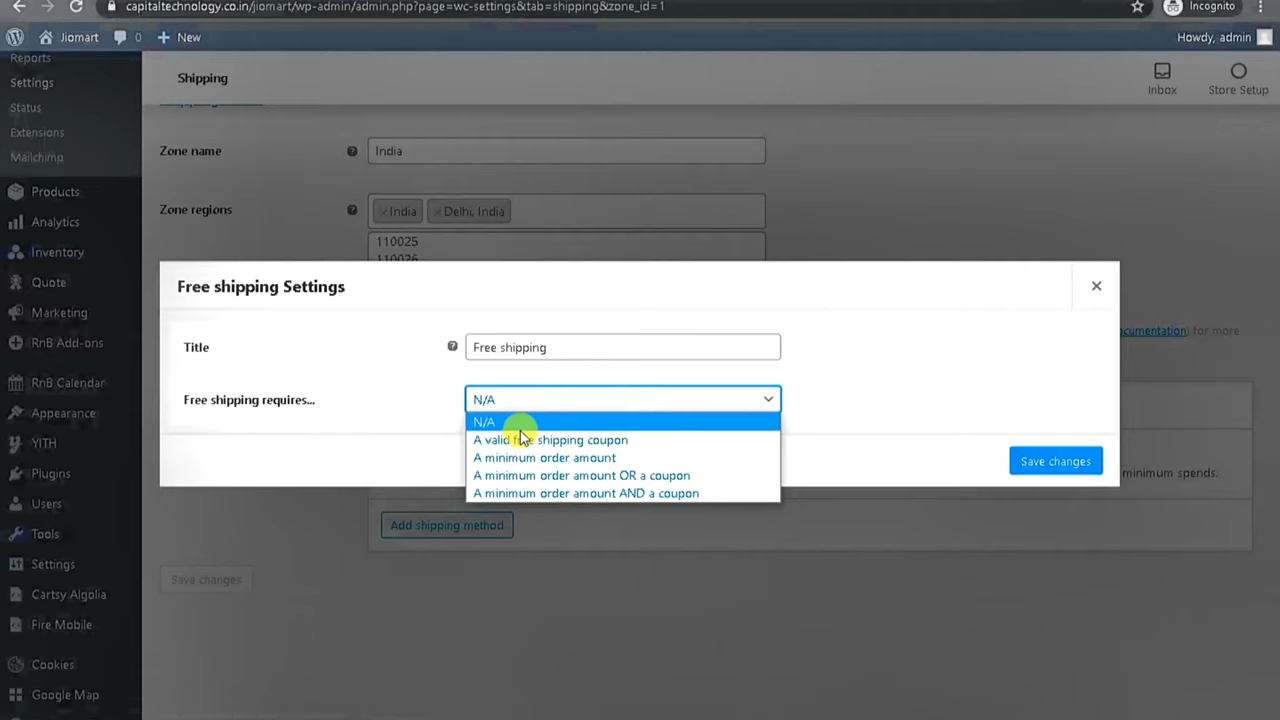 capitaltechnology.co.in/jiomart/wp-admin/admin.php?page=wc-settings&tab=shipping&zone_id=1
Incognito
Jiomart 0 New
Howdy, admin
Reports
Settings
Status
Extensions
Mailchimp
Products
Analytics
Inventory
Quote
Marketing
RnB Add-ons
RnB Calendar
Appearance
YITH
Plugins
Users
Tools
Settings
Cartsy Algolia
Fire Mobile
Cookies
Google Map
Shipping
Inbox
Store Setup
Zone name
India
Zone regions
×India ×Delhi, India
110025
110026
Free shipping Settings
Title
Free shipping
Free shipping requires...
N/A
N/A
A valid free shipping coupon
A minimum order amount
A minimum order amount OR a coupon
A minimum order amount AND a coupon
Save changes
) for more
minimum spends.
Add shipping method
Save changes